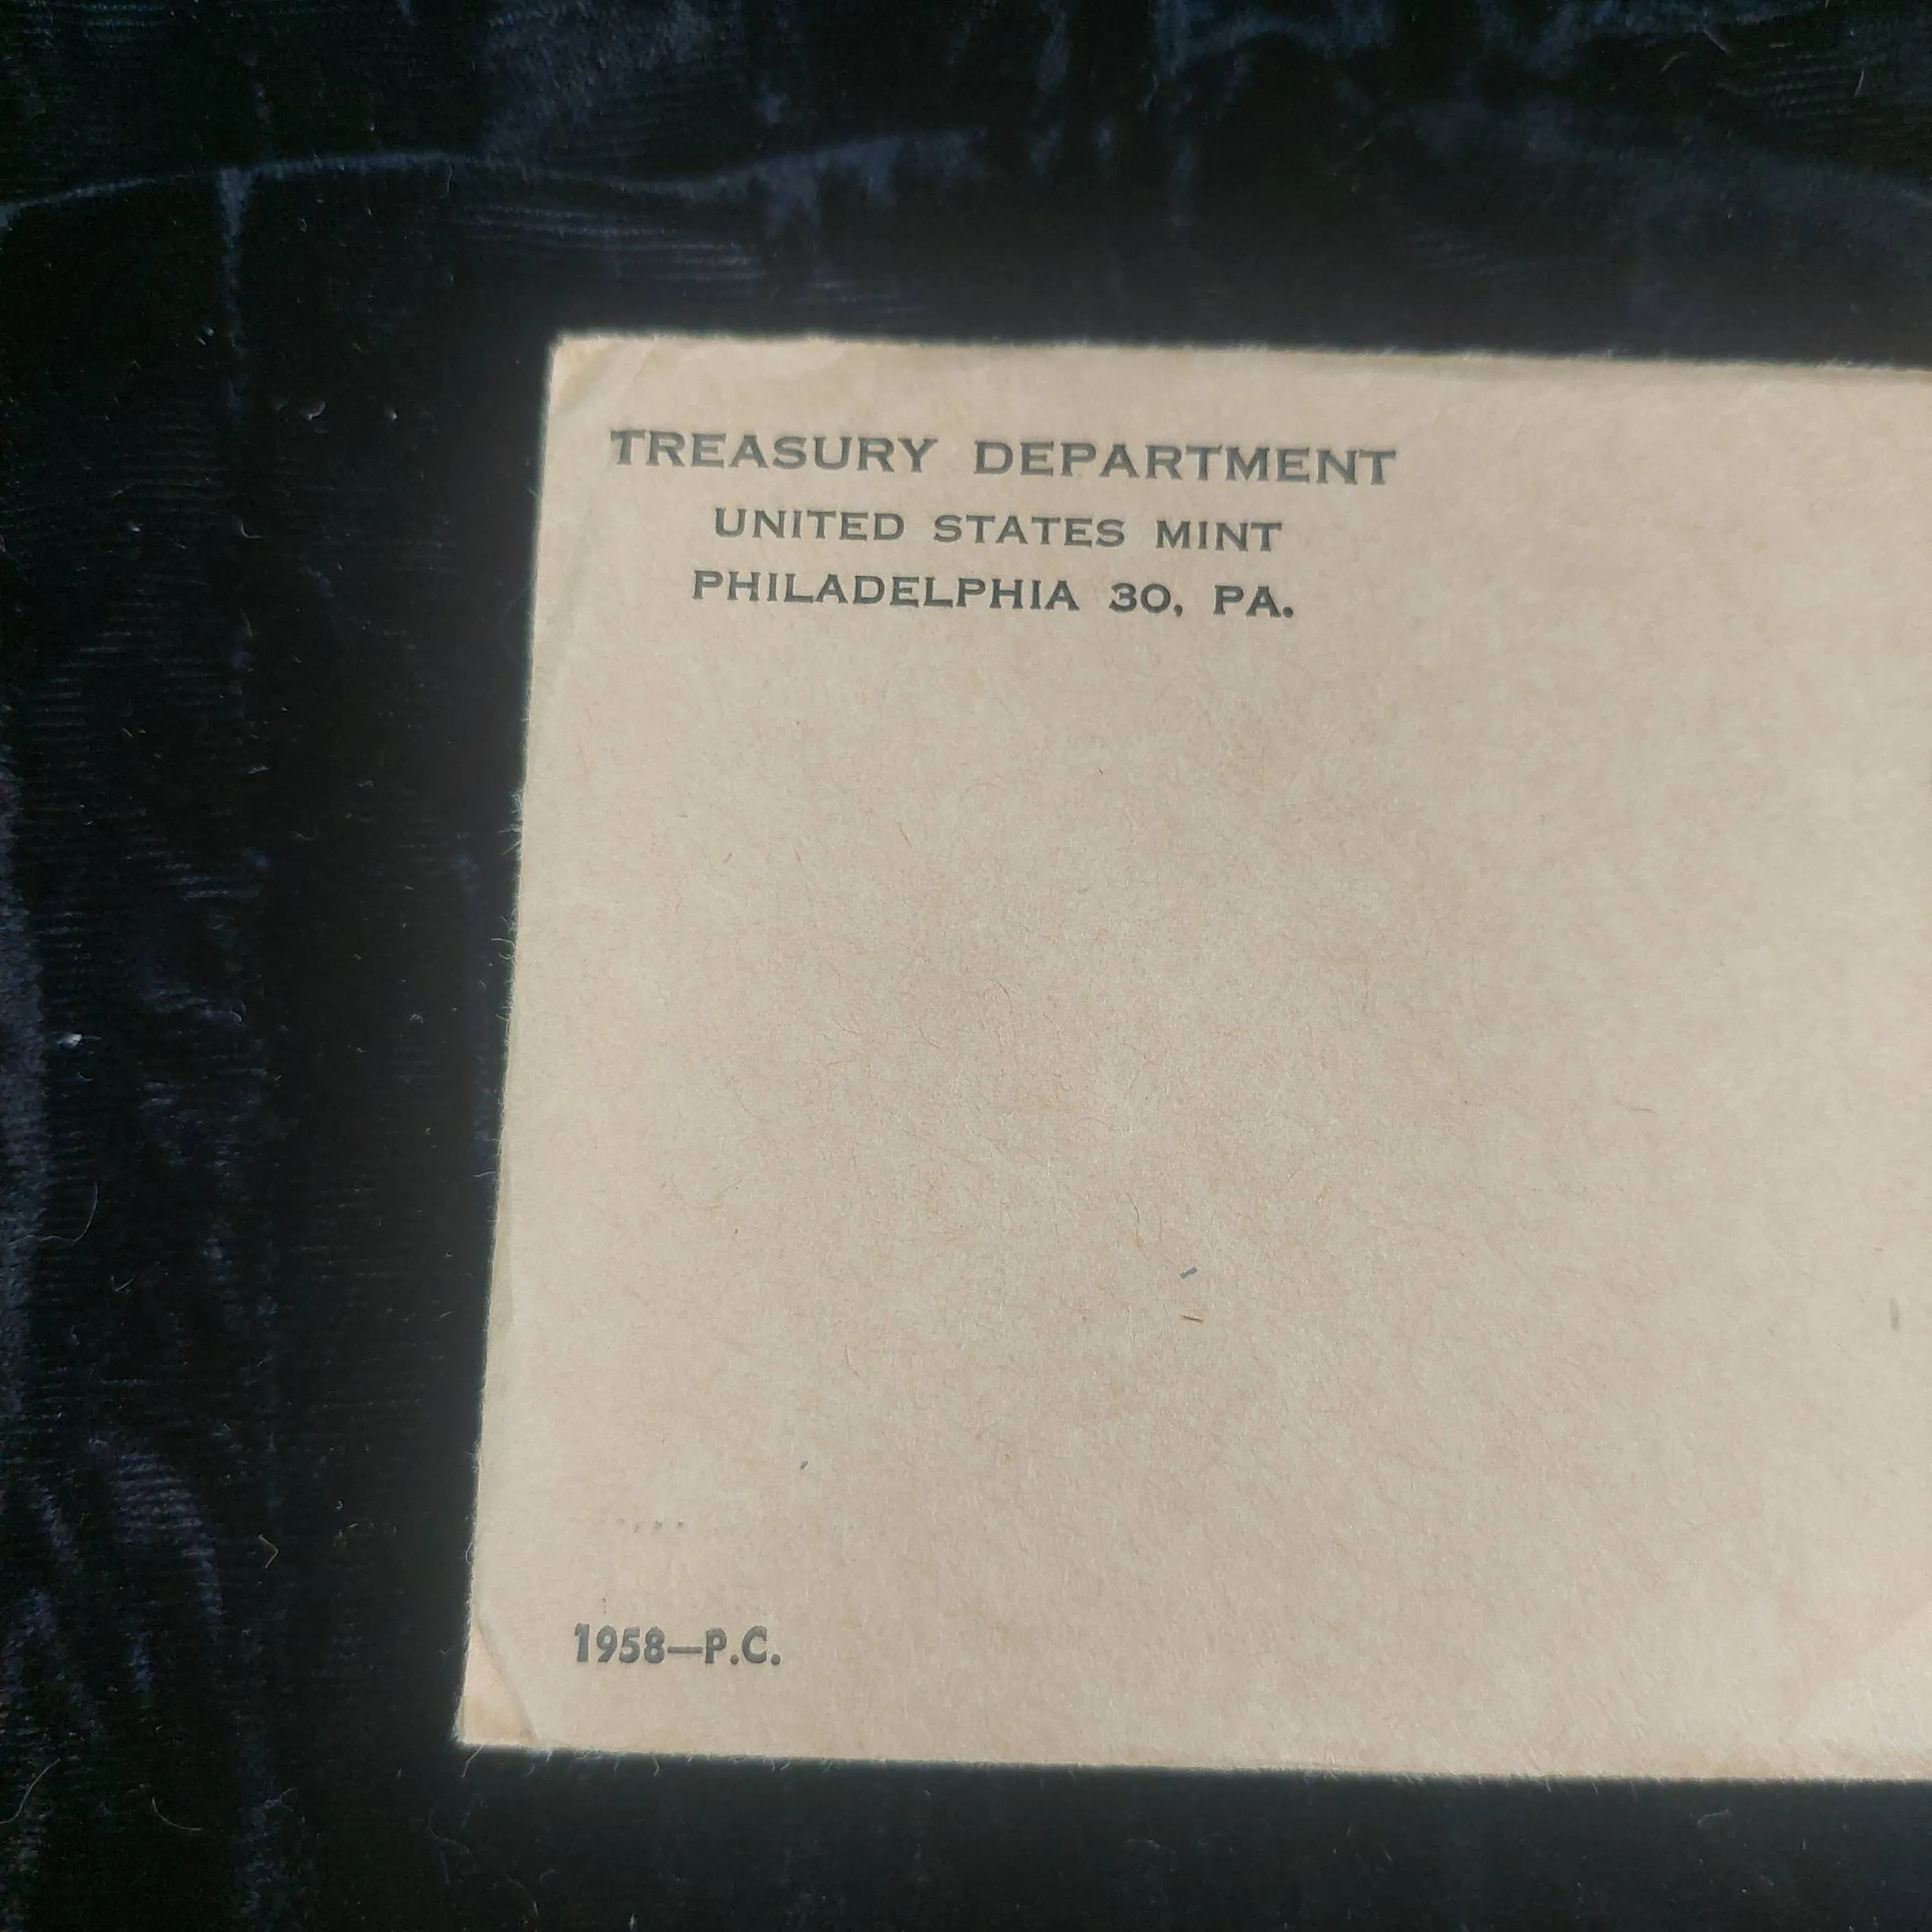 TREASURY DEPARTMENT
UNITED STATES MINT
PHILADELPHIA 30, PA.
1958—P.C.